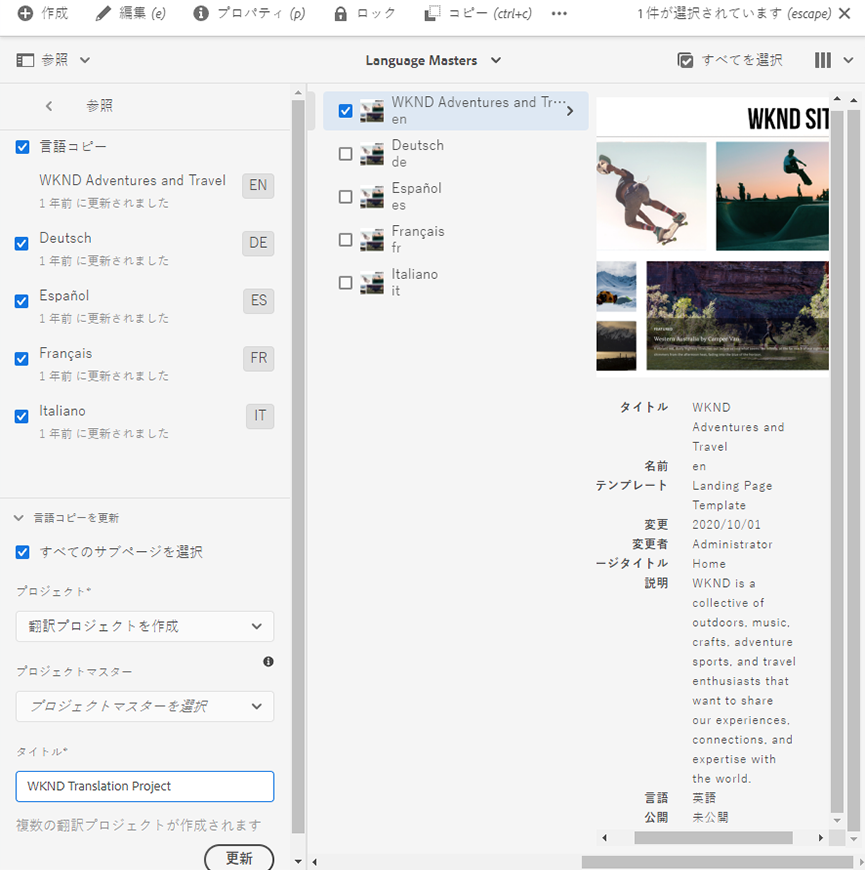 作成 編集 (e) プロパティ (p) ロック コピー (ctrl+c) ••• 1 件が選択されています (escape)
参照 Language Masters すべてを選択
参照
言語コピー
WKND Adventures and Travel EN
1 年前 に更新されました
Deutsch DE
1 年前 に更新されました
Español ES
1 年前 に更新されました
Français FR
1 年前 に更新されました
Italiano IT
1 年前 に更新されました
言語コピーを更新
すべてのサブページを選択
プロジェクト*
翻訳プロジェクトを作成
プロジェクトマスター
プロジェクトマスターを選択
タイトル*
WKND Translation Project
複数の翻訳プロジェクトが作成されます
更新
WKND Adventures and Tr…
en
Deutsch
de
Español
es
Français
fr
Italiano
it
WKND SIT
FEATURED
Western Australia by Camper Van
タイトル WKND
Adventures and
Travel
名前 en
テンプレート Landing Page
Template
変更 2020/10/01
変更者 Administrator
ージタイトル Home
説明 WKND is a
collective of
outdoors, music,
crafts, adventure
sports, and travel
enthusiasts that
want to share
our experiences,
connections, and
expertise with
the world.
言語 英語
公開 未公開